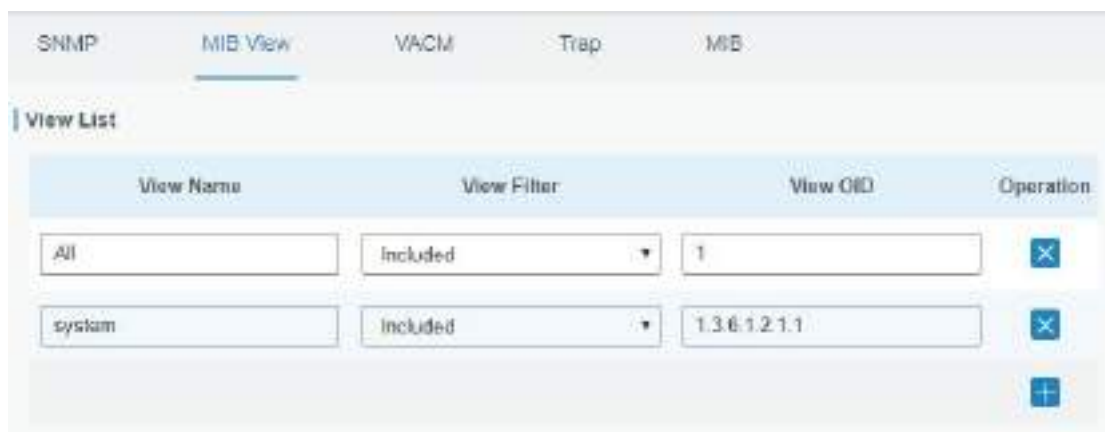 SNMP MIB View VACM Trap MIB
View List
View Name View Filter View OID Operation
All Included 1
system Included 1.3.6.1.2.1.1